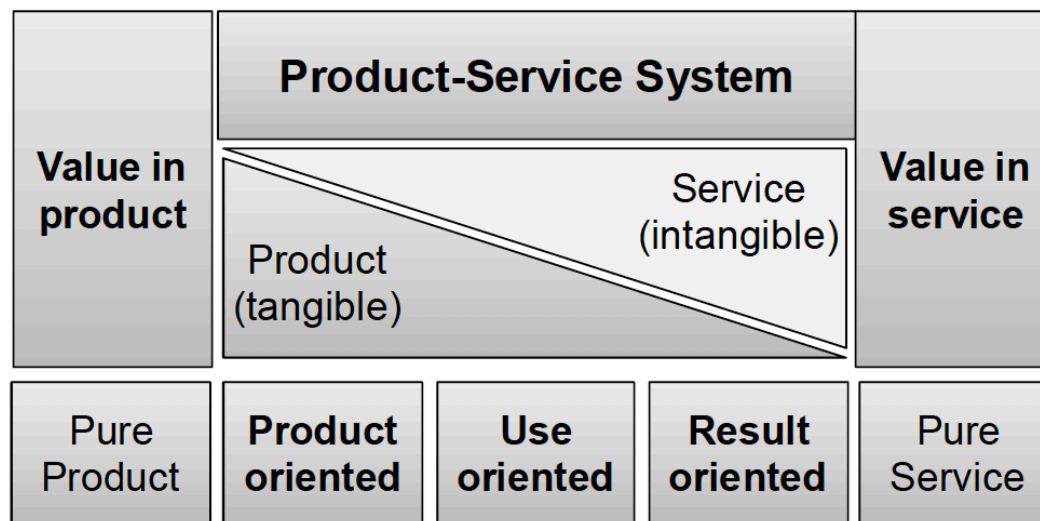 Product-Service System
Value in
product
Product
(tangible)
Service
(intangible)
Value in
service
Pure
Product
Product
oriented
Use
oriented
Result
oriented
Pure
Service